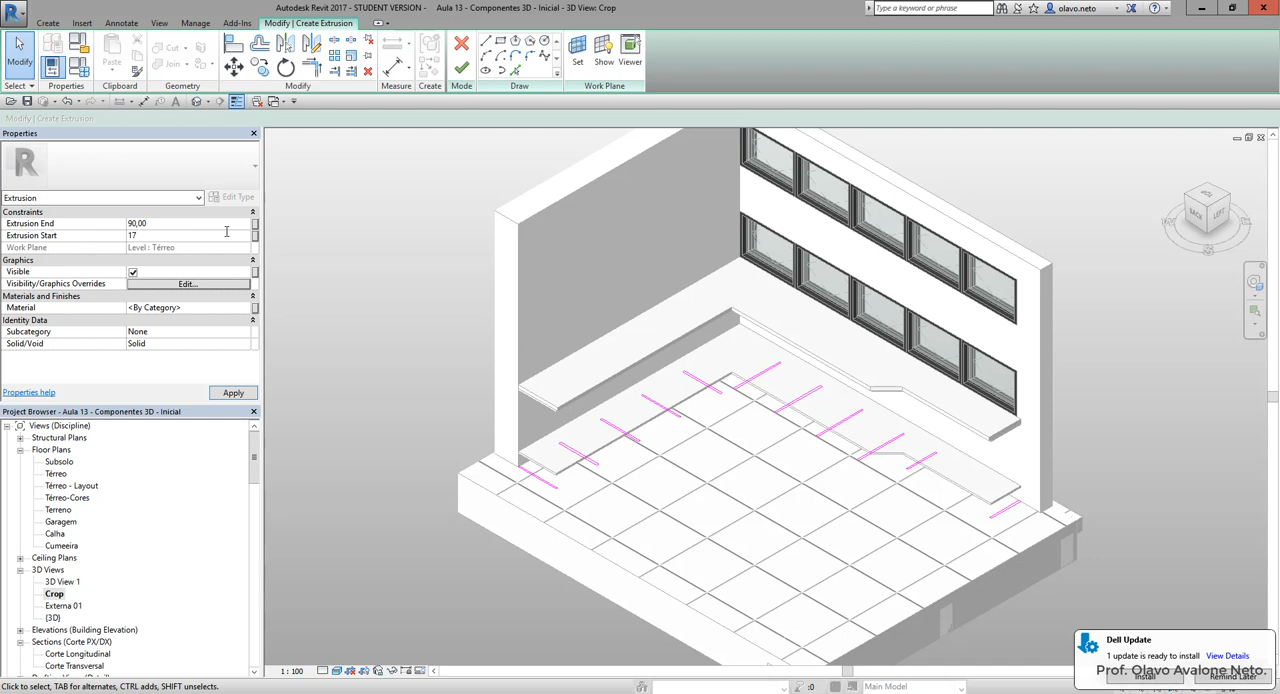 Autodesk Revit 2017 - STUDENT VERSION - Aula 13 - Componentes 3D - Inicial - 3D View: Crop
Type a keyword or phrase
olavo.neto
Create Insert Annotate View Manage Add-Ins Modify | Create Extrusion
Modify
Paste
Cut
Join
Set Show Viewer
Select Properties Clipboard Geometry Modify Measure Create Mode Draw Work Plane
Modify | Create Extrusion
Properties
Extrusion
Edit Type
Constraints
Extrusion End 90,00
Extrusion Start 17
Work Plane Level : Térreo
Graphics
Visible
Visibility/Graphics Overrides Edit...
Materials and Finishes
Material <By Category>
Identity Data
Subcategory None
Solid/Void Solid
Properties help
Apply
Project Browser - Aula 13 - Componentes 3D - Inicial
Views (Discipline)
Structural Plans
Floor Plans
Subsolo
Térreo
Térreo - Layout
Térreo-Cores
Terreno
Garagem
Calha
Cumeeira
Ceiling Plans
3D Views
3D View 1
Crop
Externa 01
{3D}
Elevations (Building Elevation)
Sections (Corte PX/DX)
Corte Longitudinal
Corte Transversal
BACK LEFT
1 : 100
Click to select, TAB for alternates, CTRL adds, SHIFT unselects.
:0
Main Model
Dell Update
1 update is ready to install View Details
Prof. Olavo Avalone Neto.
Install Remind Later